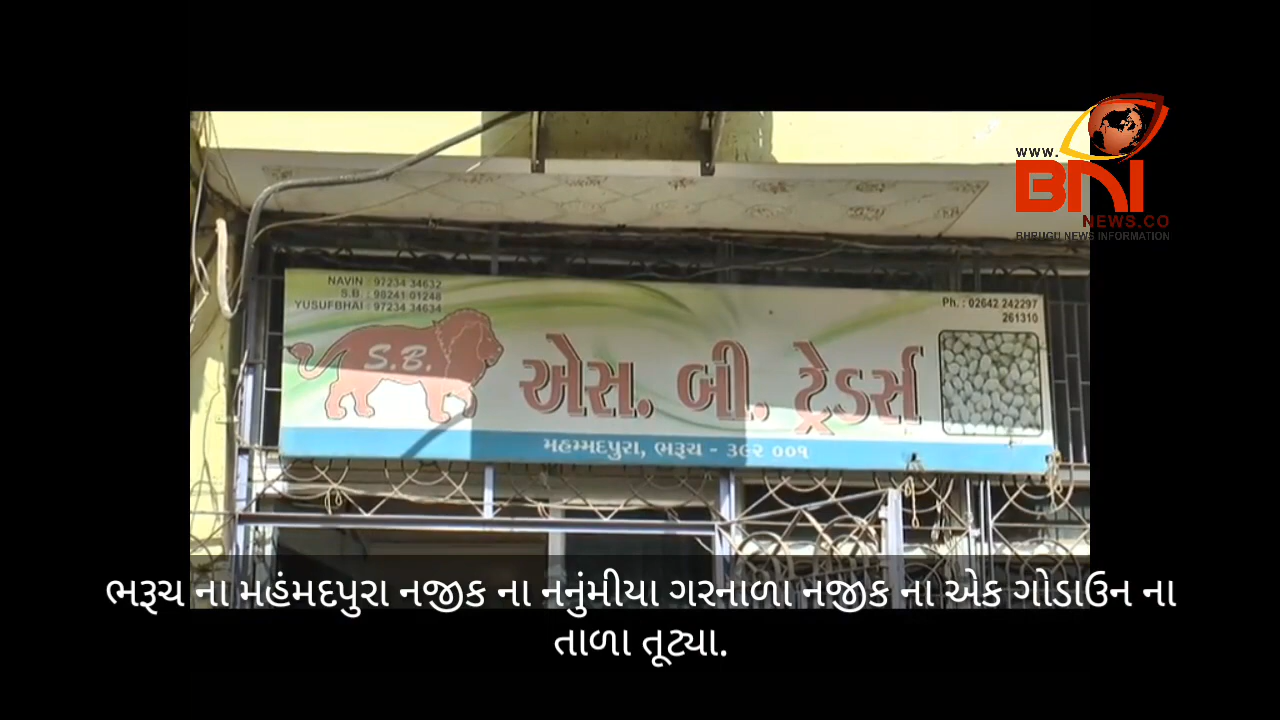 WWW.
BNI
NEWS.CO
BHRUGU NEWS INFORMATION
NAVIN : 97234 34632
S.B. : 98241 01248
YUSUFBHAI : 97234 34634
Ph. : 02642 242297
261310
S.B.
એસ. બી. ટ્રેડર્સ
મહમ્મદપુરા, ભરૂચ - ૩૯૨ ૦૦૧
ભરૂચ ના મહંમદપુરા નજીક ના નનુંમીયા ગરનાળા નજીક ના એક ગોડાઉન ના
તાળા તૂટ્યા.